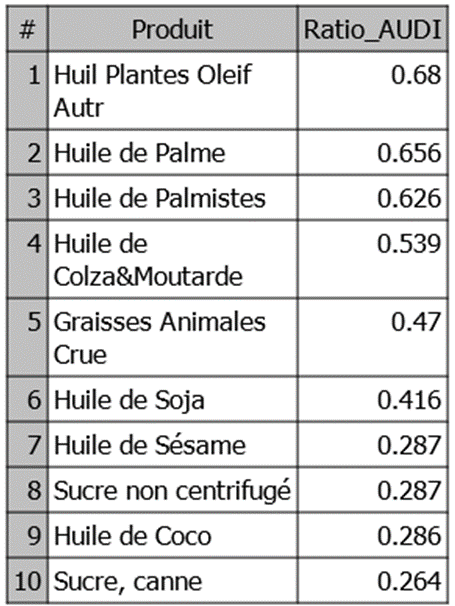 # Produit Ratio_AUDI
1 Huil Plantes Oleif 0.68
Autr
2 Huile de Palme 0.656
3 Huile de Palmistes 0.626
4 Huile de 0.539
Colza&Moutarde
5 Graisses Animales 0.47
Crue
6 Huile de Soja 0.416
7 Huile de Sésame 0.287
8 Sucre non centrifugé 0.287
9 Huile de Coco 0.286
10 Sucre, canne 0.264